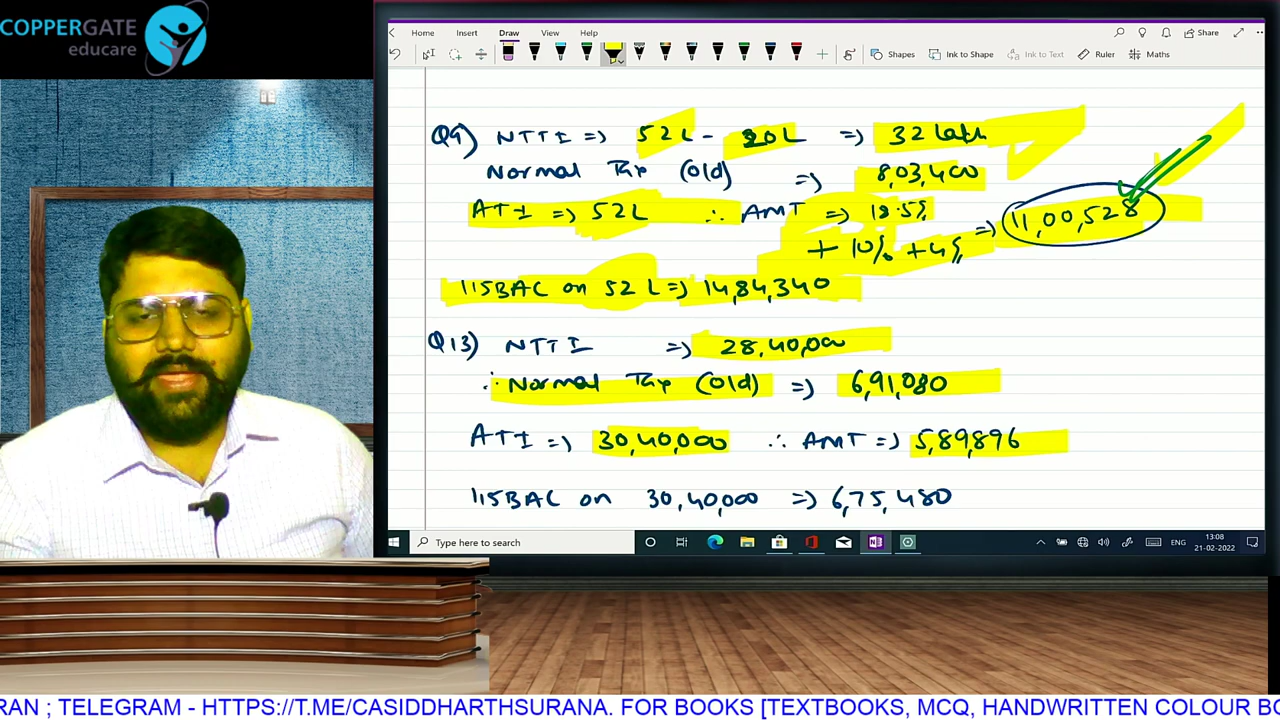 COPPERGATE
educare
Home Insert Draw View Help
Share
Shapes
Ink to Shape
Ink to Text
Ruler
Maths
Q9) NTTI => 52L - 20L => 32 lakh
Normal Tax (Old) => 8,03,400
ATI => 52L ∴ AMT => 18.5%
+ 10% + 4% => 11,00,528
115BAC on 52 L => 14,84,340
Q13) NTTI => 28,40,000
∴ Normal Tax (Old) => 6,91,080
ATI => 30,40,000 ∴ AMT => 5,89,896
115BAC on 30,40,000 => 6,75,480
Type here to search
ENG
13:08
21-02-2022
RAN ; TELEGRAM - HTTPS://T.ME/CASIDDHARTHSURANA. FOR BOOKS [TEXTBOOKS, MCQ, HANDWRITTEN COLOUR BO